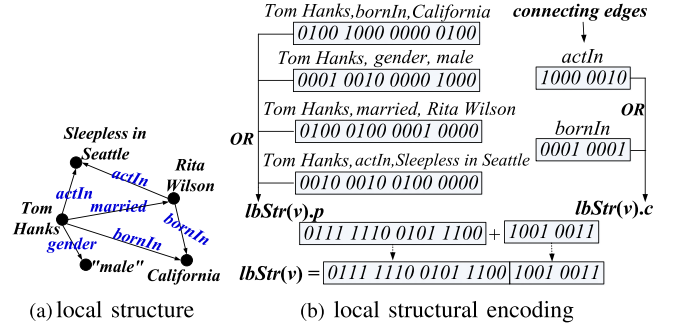 Sleepless in
Seattle
Rita
Wilson
actIn
actIn
married
Tom
Hanks
bornIn
bornIn
gender
"male"
California
(a) local structure
Tom Hanks,bornIn,California
0100 1000 0000 0100
Tom Hanks, gender, male
0001 0010 0000 1000
Tom Hanks,married, Rita Wilson
0100 0100 0001 0000
OR
Tom Hanks,actIn,Sleepless in Seattle
0010 0010 0100 0000
lbStr(v).p
connecting edges
actIn
1000 0010
OR
bornIn
0001 0001
lbStr(v).c
0111 1110 0101 1100 + 1001 0011
lbStr(v) = 0111 1110 0101 1100 1001 0011
(b) local structural encoding